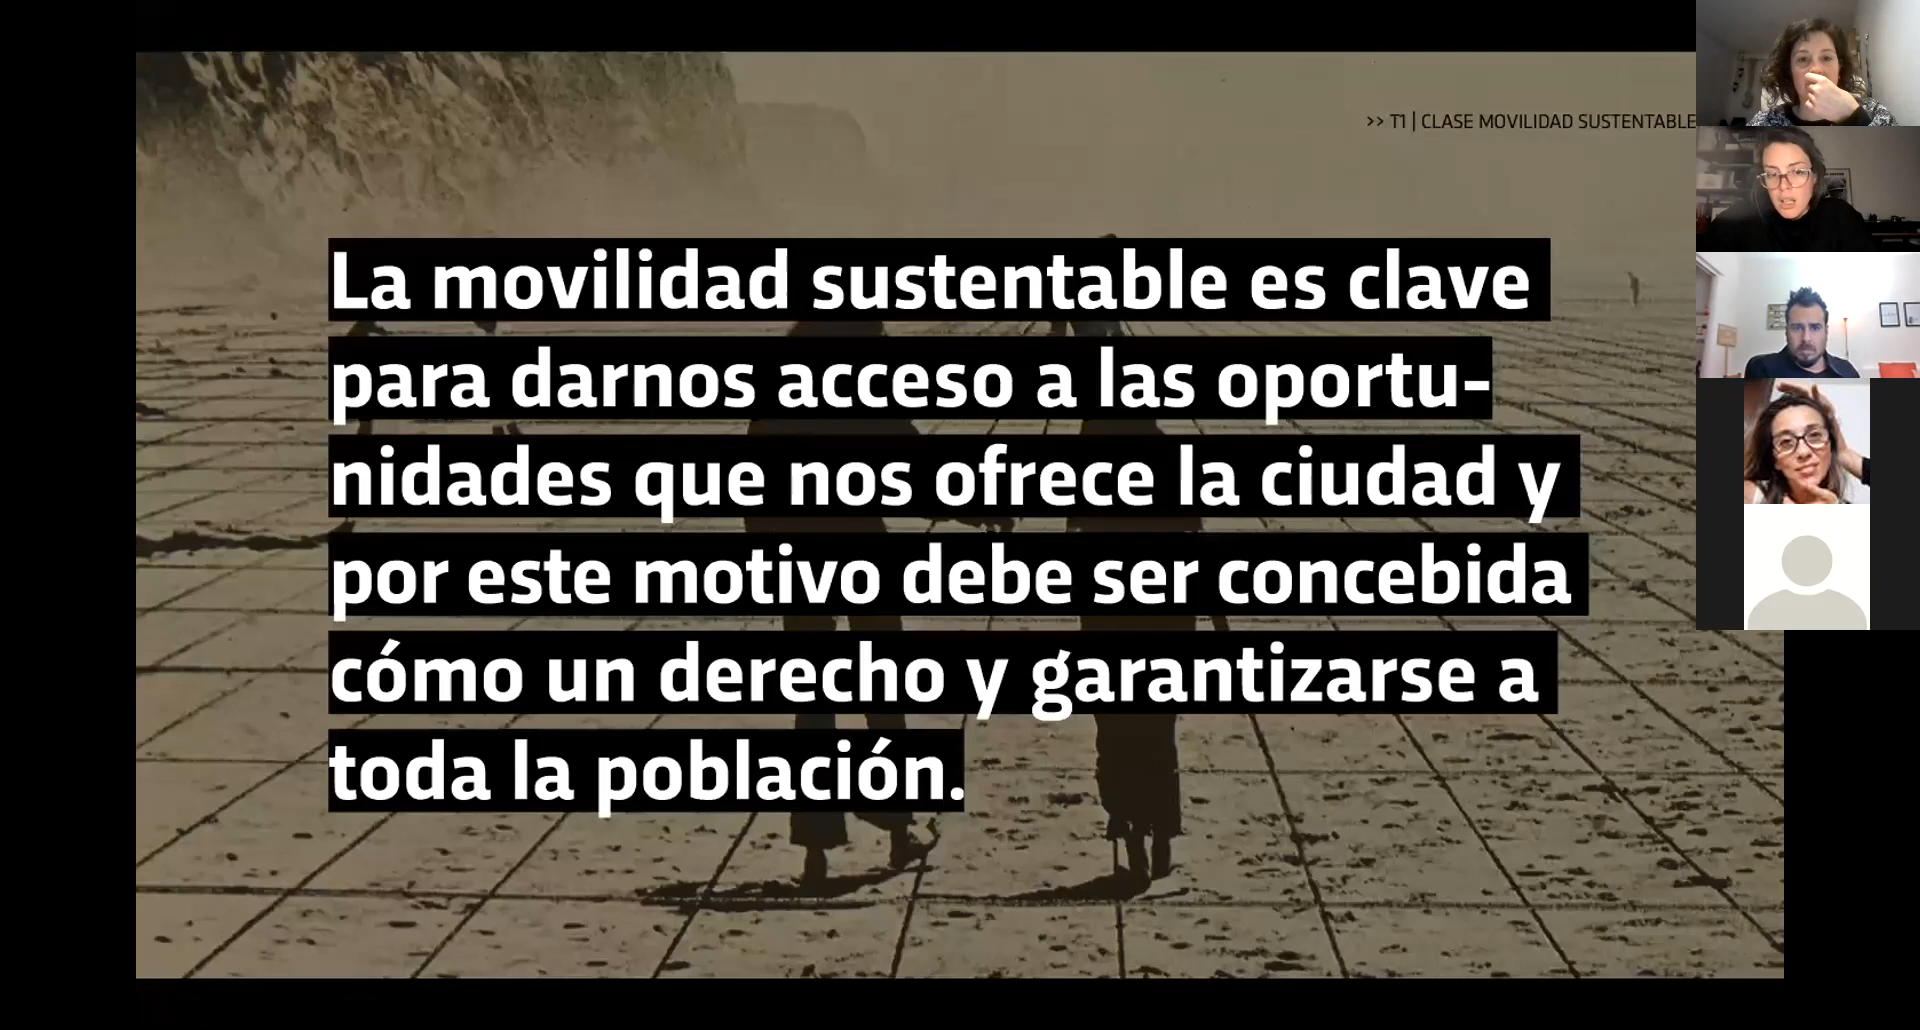 >> T1 | CLASE MOVILIDAD SUSTENTABLE
La movilidad sustentable es clave
para darnos acceso a las oportu-
nidades que nos ofrece la ciudad y
por este motivo debe ser concebida
cómo un derecho y garantizarse a
toda la población.